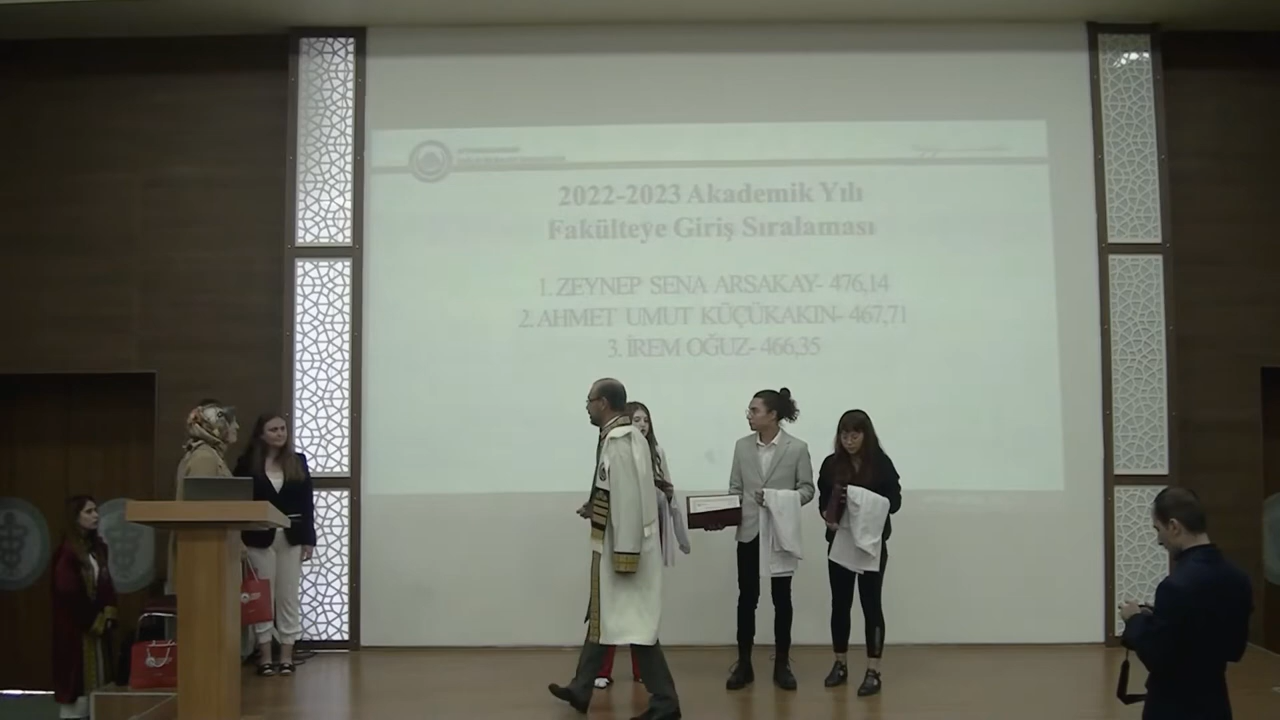 2022-2023 Akademik Yılı
Fakülteye Giriş Sıralaması
1. ZEYNEP SENA ARSAKAY- 476,14
2. AHMET UMUT KÜÇÜKAKIN- 467,71
3. İREM OĞUZ- 466,35